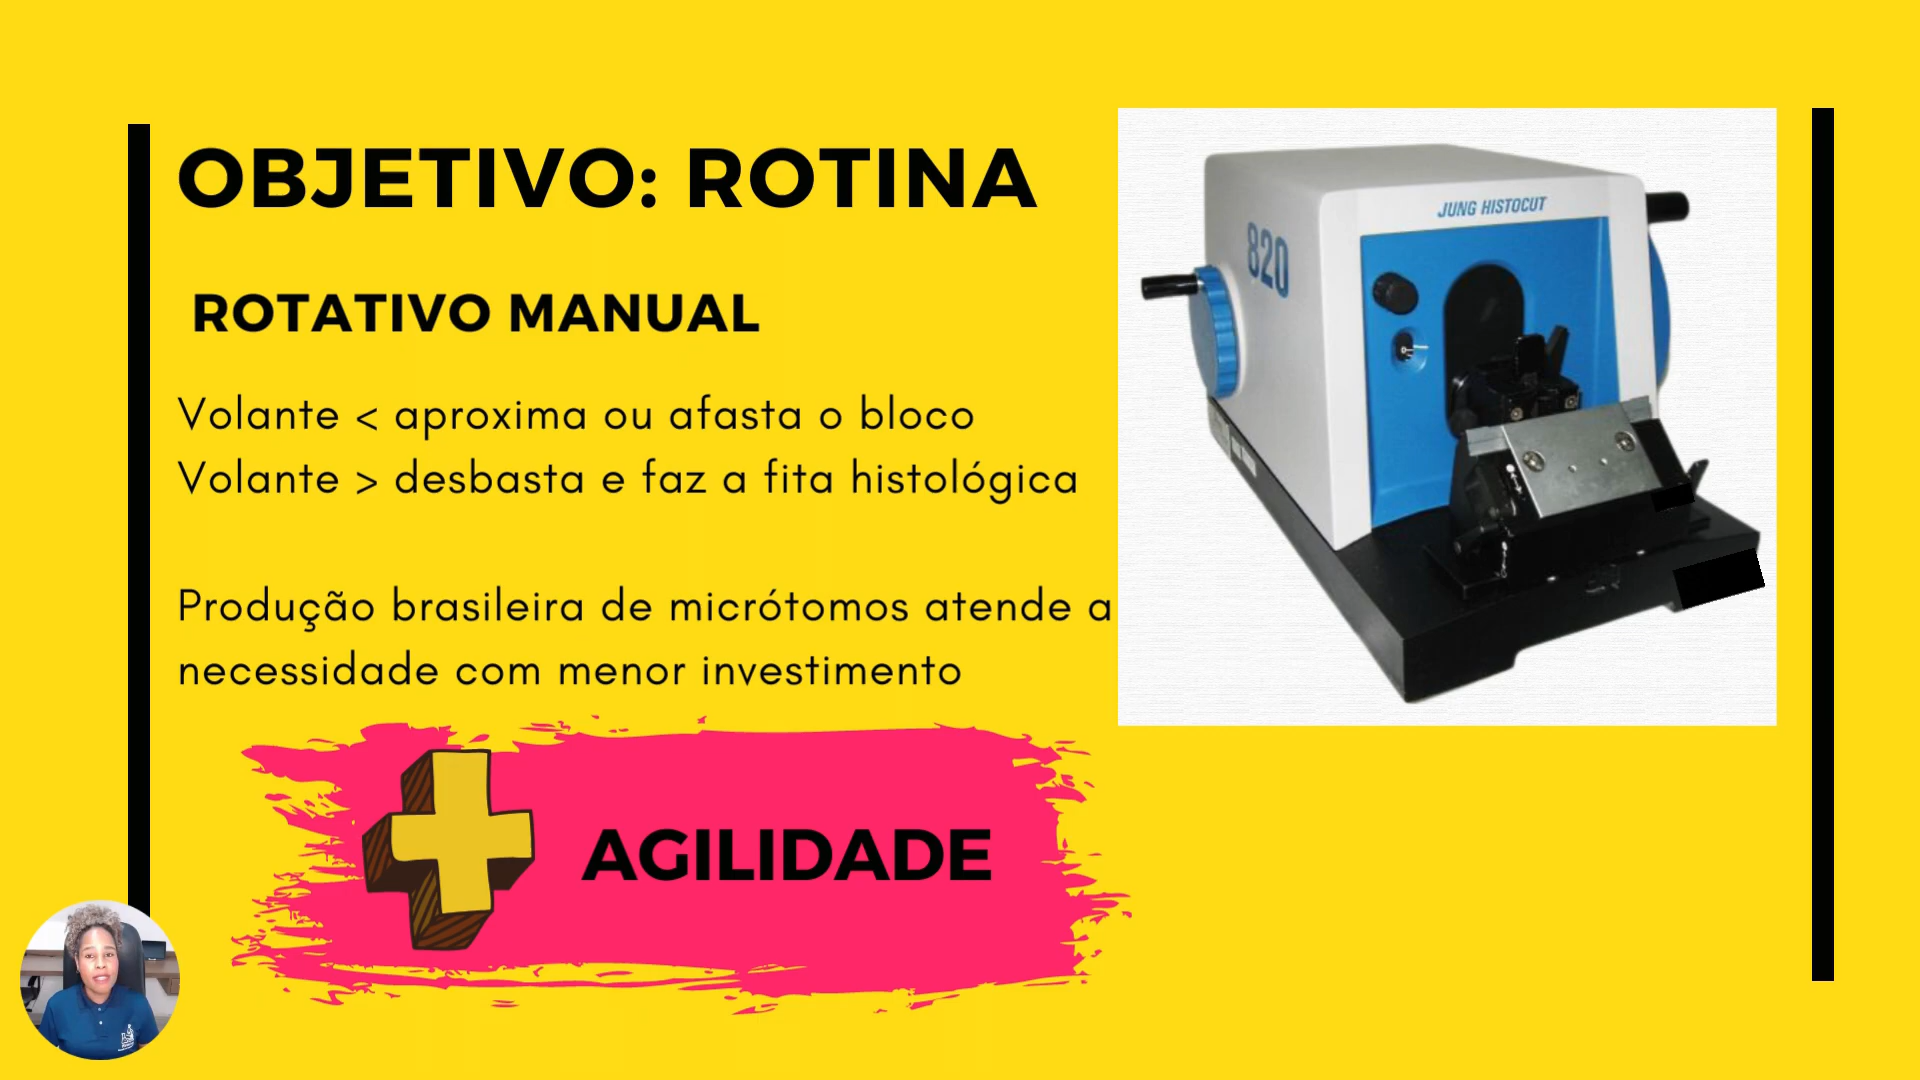 OBJETIVO: ROTINA
ROTATIVO MANUAL
Volante < aproxima ou afasta o bloco
Volante > desbasta e faz a fita histológica
Produção brasileira de micrótomos atende a
necessidade com menor investimento
AGILIDADE
JUNG HISTOCUT
820